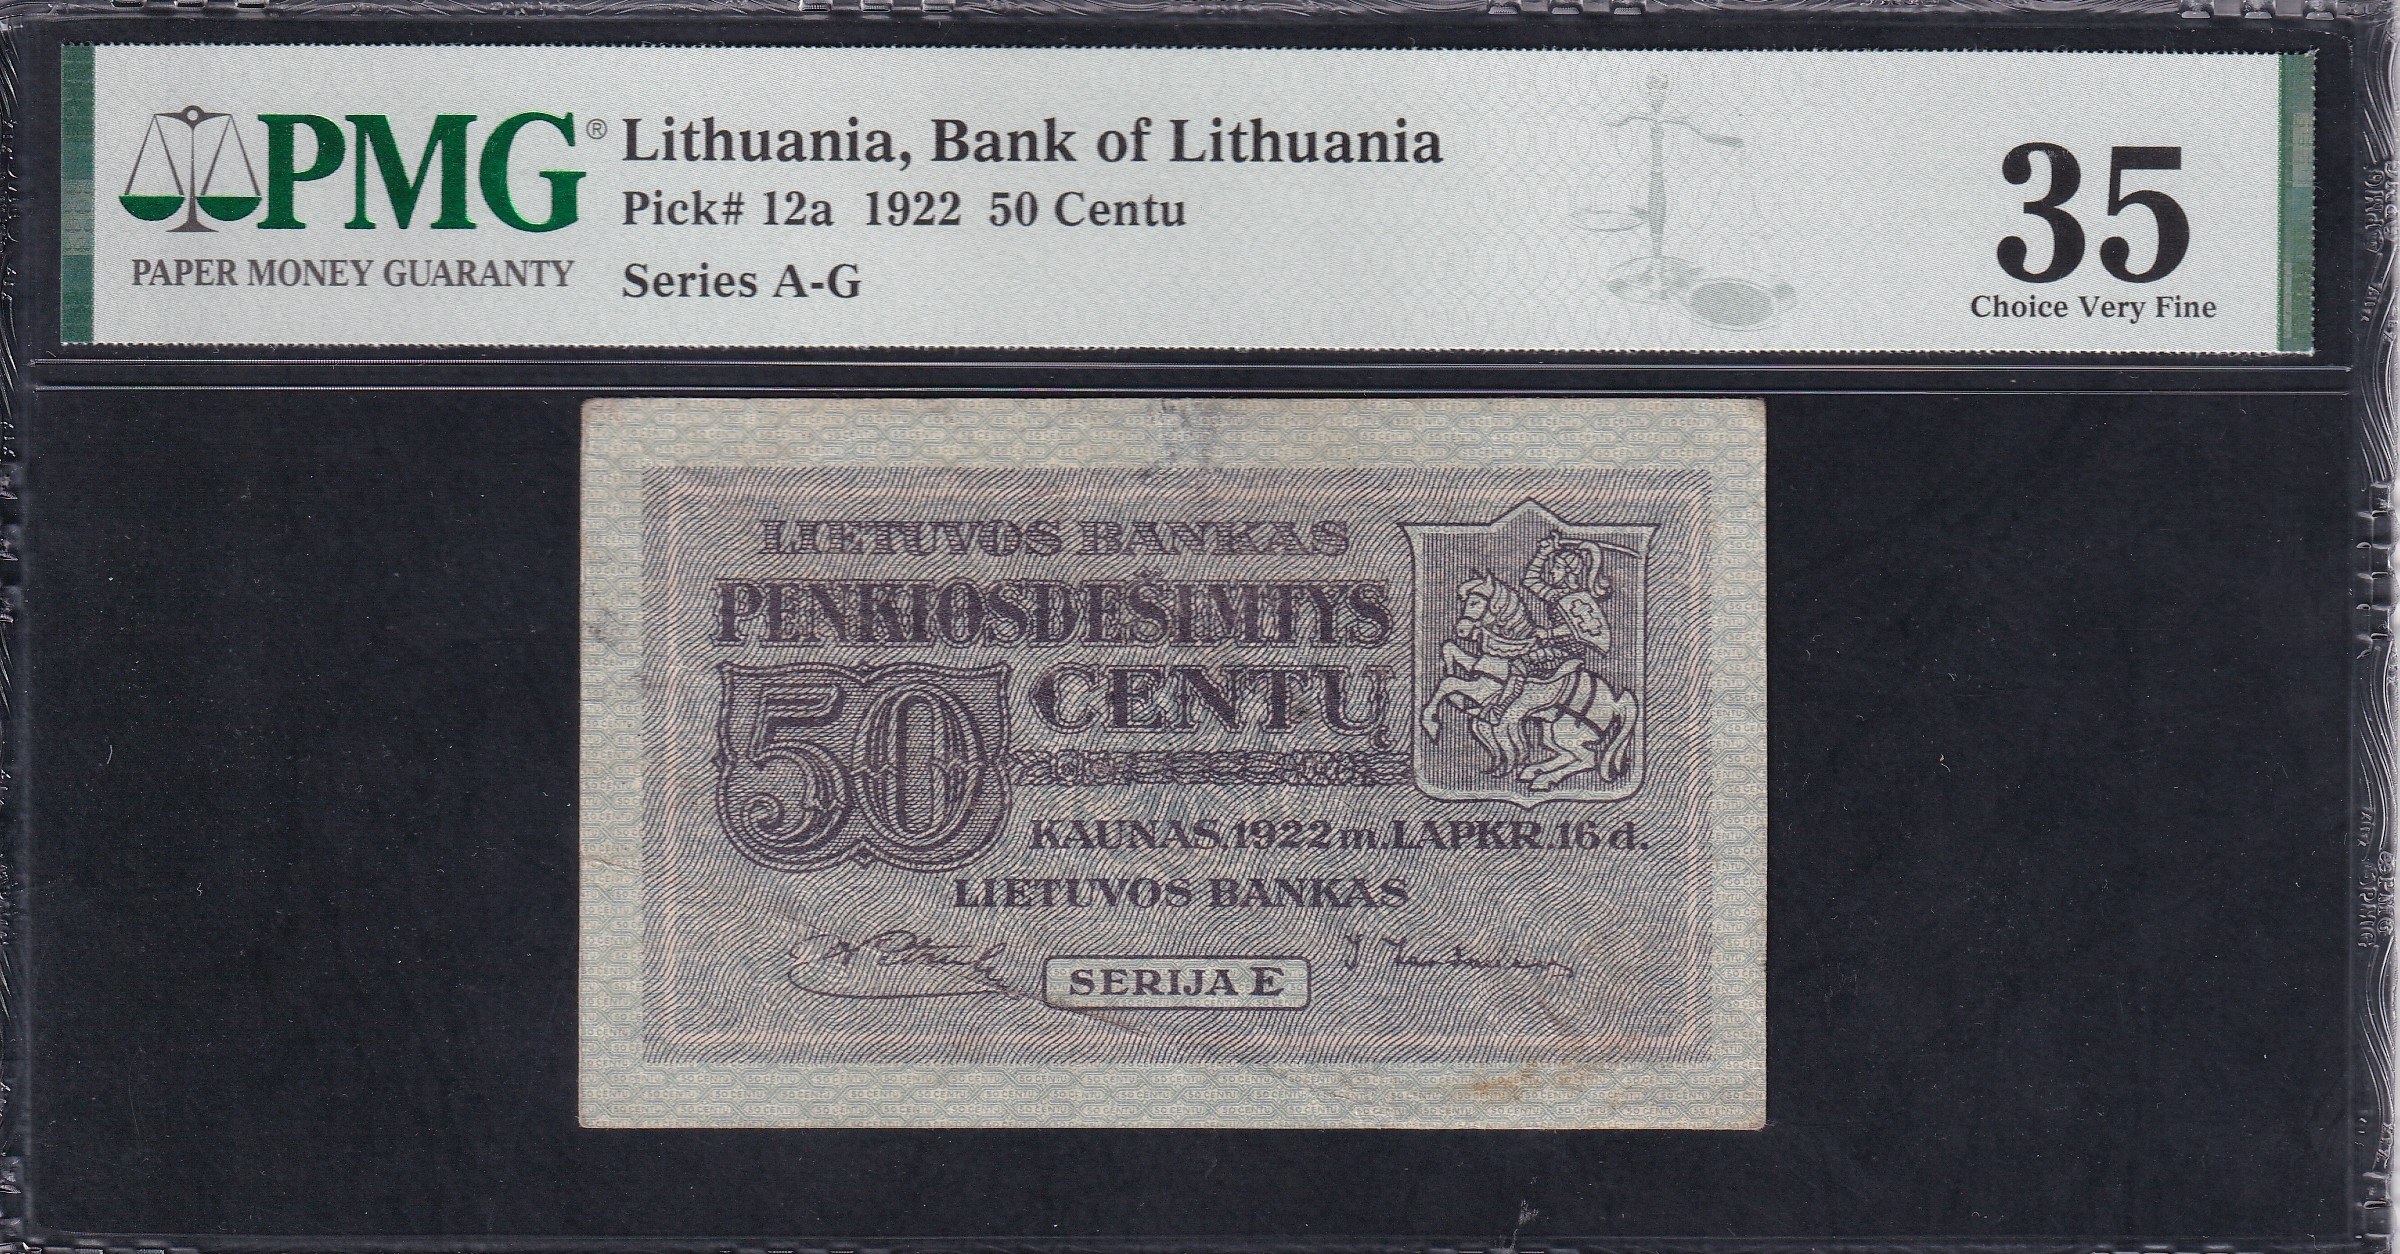 PMG®
PAPER MONEY GUARANTY
Lithuania, Bank of Lithuania
Pick# 12a 1922 50 Centu
Series A-G
35
Choice Very Fine
LIETUVOS BANKAS
PENKIOSDEŠIMTYS
50 CENTŲ
KAUNAS.1922 m. LAPKR.16 d.
LIETUVOS BANKAS
SERIJA E